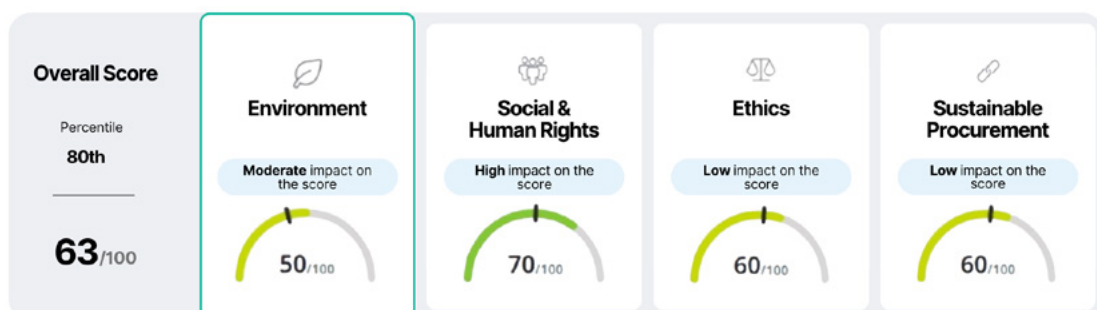 Overall Score
Percentile
80th
63/100
Environment
Moderate impact on
the score
50/100
Social &
Human Rights
High impact on the
score
70/100
Ethics
Low impact on the
score
60/100
Sustainable
Procurement
Low impact on the
score
60/100